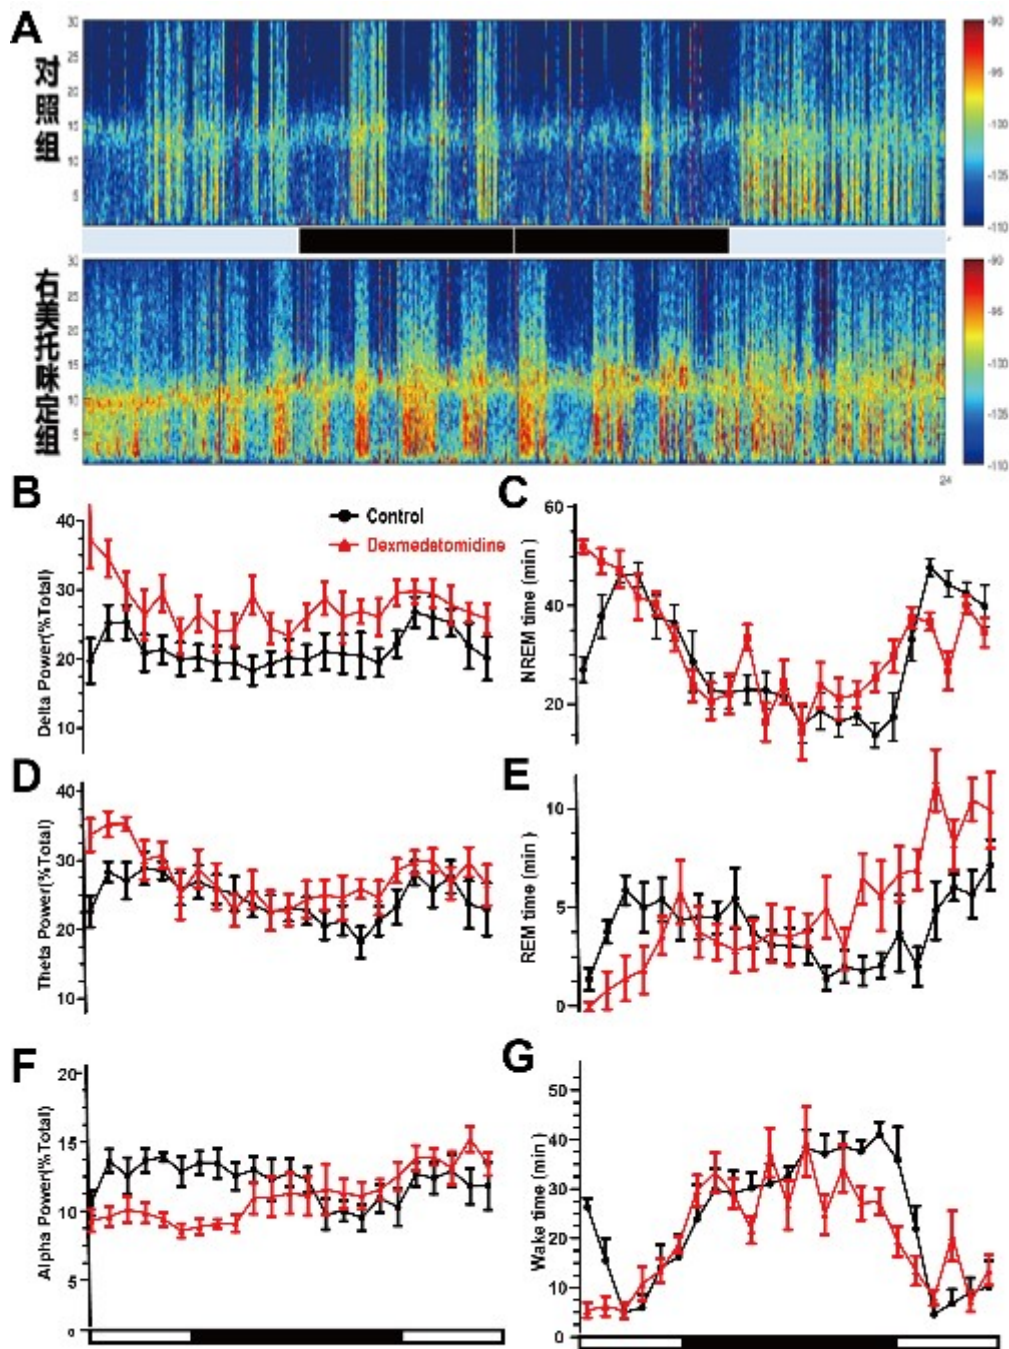 A
对照组
30
25
20
15
10
5
-90
-95
-100
-105
-110
右美托咪定组
30
25
20
15
10
5
-90
-95
-100
-105
-110
24
B
Delta Power(%Total)
40
30
20
10
Control
Dexmedetomidine
C
NREM time (min )
60
40
20
D
Theta Power(%Total)
40
30
20
10
E
REM time (min )
10
5
0
F
Alpha Power(%Total)
20
15
10
5
0
G
Wake time (min )
50
40
30
20
10
0